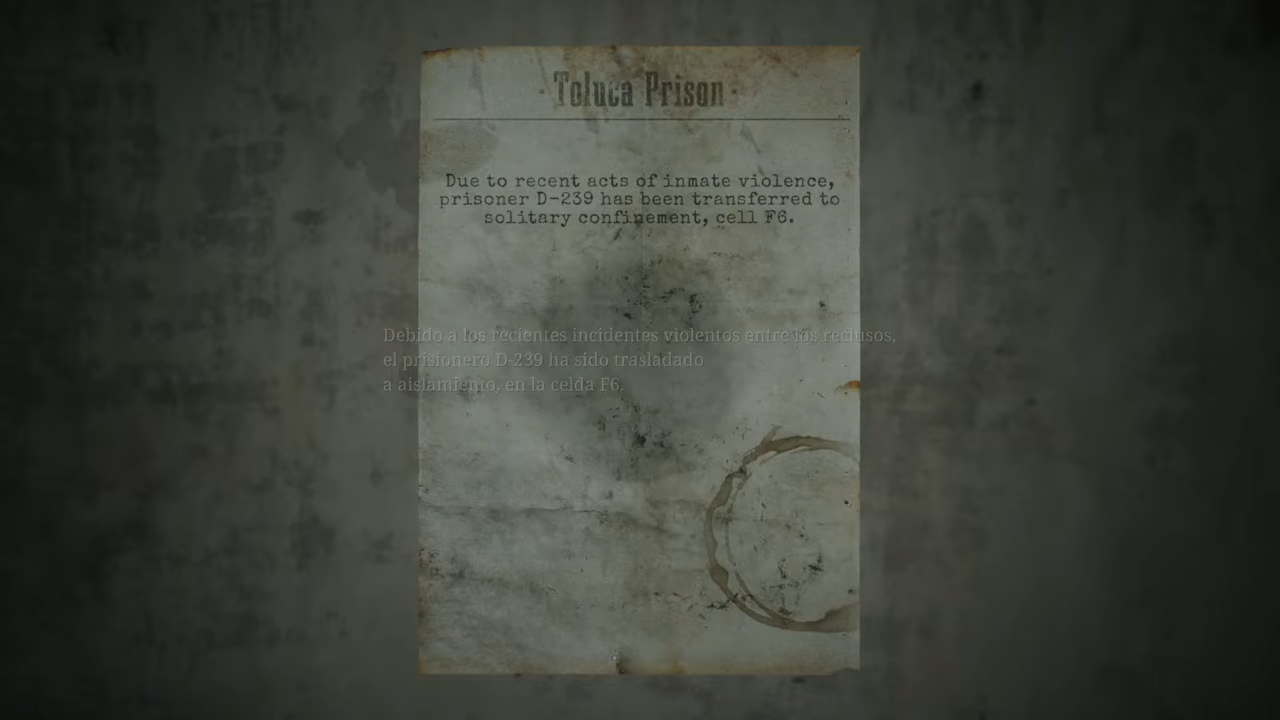 · Toluca Prison ·
Due to recent acts of inmate violence,
prisoner D-239 has been transferred to
solitary confinement, cell F6.
Debido a los recientes incidentes violentos entre los reclusos,
el prisionero D-239 ha sido trasladado
a aislamiento, en la celda F6.